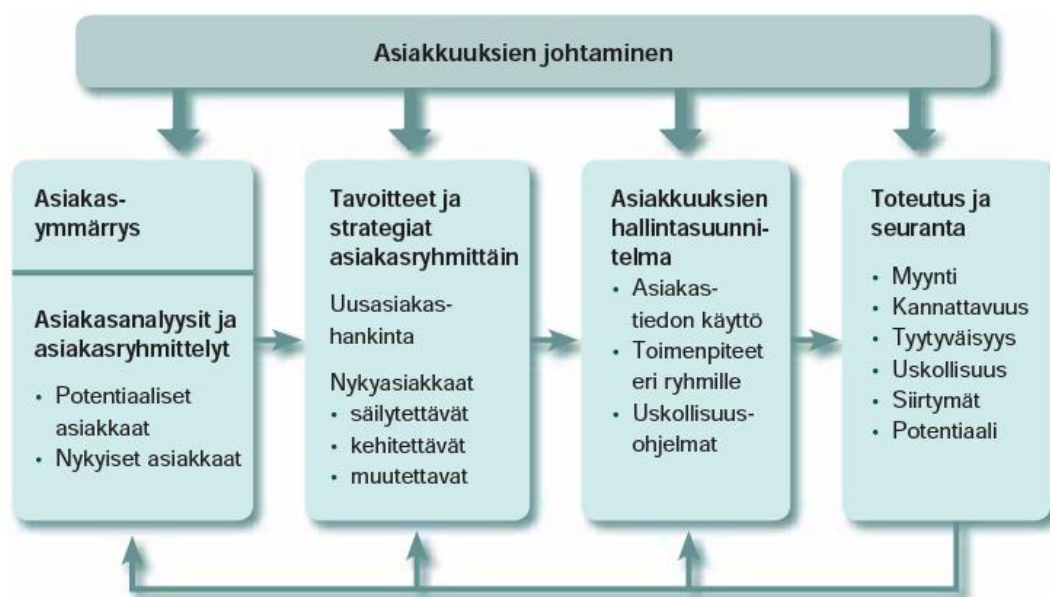 Asiakkuuksien johtaminen
Asiakas-
ymmärrys
Asiakasanalyysit ja
asiakasryhmittelyt
• Potentiaaliset
asiakkaat
• Nykyiset asiakkaat
Tavoitteet ja
strategiat
asiakasryhmittäin
Uusasiakas-
hankinta
Nykyasiakkaat
• säilytettävät
• kehitettävät
• muutettavat
Asiakkuuksien
hallintasuunni-
telma
• Asiakas-
tiedon käyttö
• Toimenpiteet
eri ryhmille
• Uskollisuus-
ohjelmat
Toteutus ja
seuranta
• Myynti
• Kannattavuus
• Tyytyväisyys
• Uskollisuus
• Siirtymät
• Potentiaali